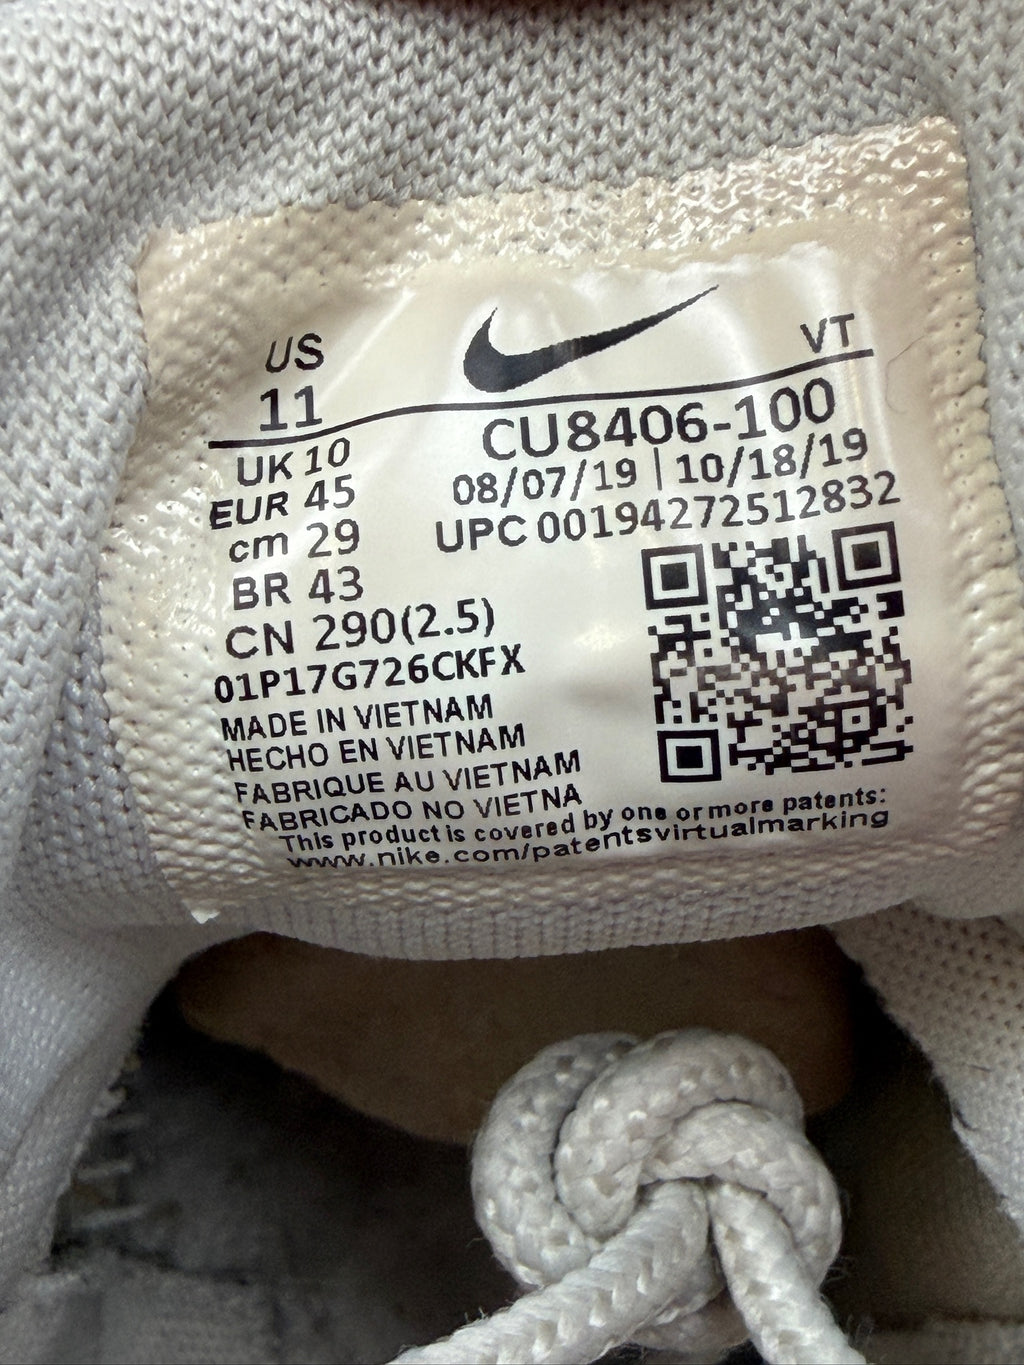 US
11
VT
CU8406-100
08/07/19 | 10/18/19
UPC 00194272512832
UK 10
EUR 45
cm 29
BR 43
CN 290(2.5)
01P17G726CKFX
MADE IN VIETNAM
HECHO EN VIETNAM
FABRIQUE AU VIETNAM
FABRICADO NO VIETNA
This product is covered by one or more patents:
www.nike.com/patentsvirtualmarking